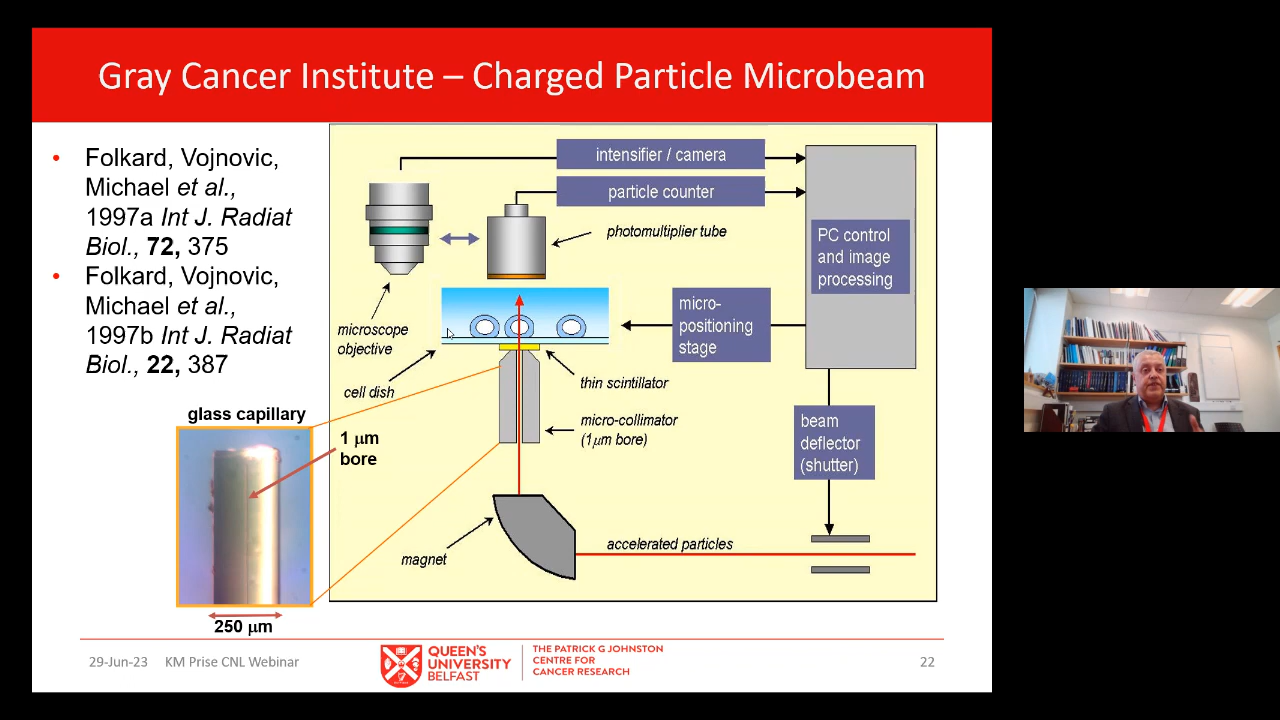 Gray Cancer Institute – Charged Particle Microbeam
• Folkard, Vojnovic,
Michael et al.,
1997a Int J. Radiat
Biol., 72, 375
• Folkard, Vojnovic,
Michael et al.,
1997b Int J. Radiat
Biol., 22, 387
glass capillary
1 μm
bore
250 μm
intensifier / camera
particle counter
photomultiplier tube
PC control
and image
processing
microscope
objective
micro-
positioning
stage
cell dish
thin scintillator
micro-collimator
(1μm bore)
beam
deflector
(shutter)
magnet
accelerated particles
29-Jun-23 KM Prise CNL Webinar
QUEEN'S
UNIVERSITY
BELFAST
THE PATRICK G JOHNSTON
CENTRE FOR
CANCER RESEARCH
22